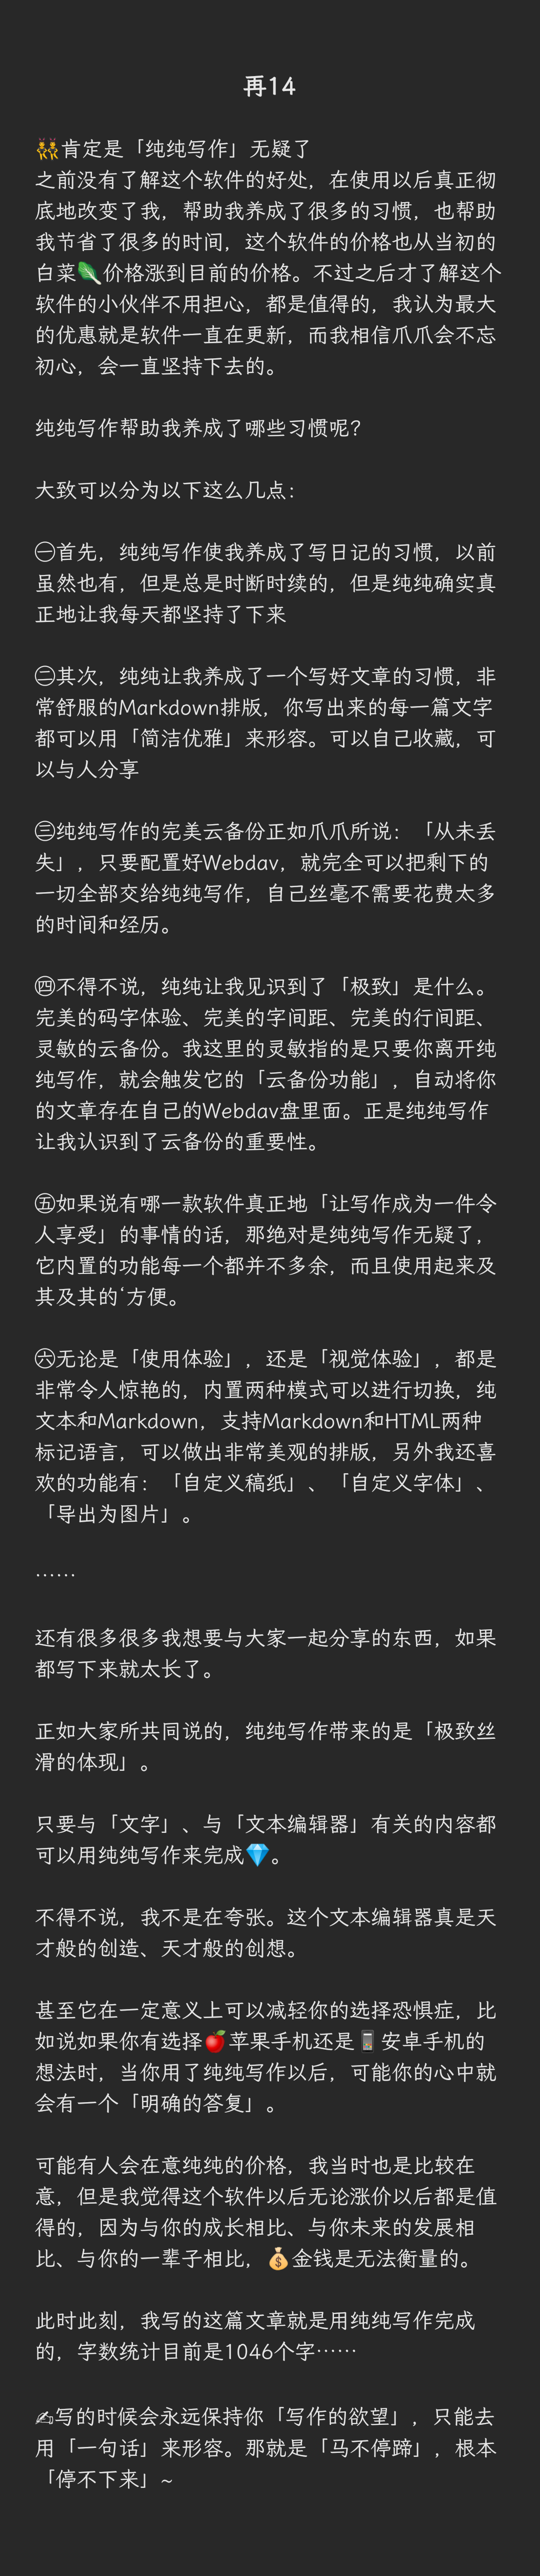 再14
👯肯定是「纯纯写作」无疑了
之前没有了解这个软件的好处，在使用以后真正彻
底地改变了我，帮助我养成了很多的习惯，也帮助
我节省了很多的时间，这个软件的价格也从当初的
白菜🥬价格涨到目前的价格。不过之后才了解这个
软件的小伙伴不用担心，都是值得的，我认为最大
的优惠就是软件一直在更新，而我相信爪爪会不忘
初心，会一直坚持下去的。
纯纯写作帮助我养成了哪些习惯呢？
大致可以分为以下这么几点：
㊀首先，纯纯写作使我养成了写日记的习惯，以前
虽然也有，但是总是时断时续的，但是纯纯确实真
正地让我每天都坚持了下来
㊁其次，纯纯让我养成了一个写好文章的习惯，非
常舒服的Markdown排版，你写出来的每一篇文字
都可以用「简洁优雅」来形容。可以自己收藏，可
以与人分享
㊂纯纯写作的完美云备份正如爪爪所说：「从未丢
失」，只要配置好Webdav，就完全可以把剩下的
一切全部交给纯纯写作，自己丝毫不需要花费太多
的时间和经历。
㊃不得不说，纯纯让我见识到了「极致」是什么。
完美的码字体验、完美的字间距、完美的行间距、
灵敏的云备份。我这里的灵敏指的是只要你离开纯
纯写作，就会触发它的「云备份功能」，自动将你
的文章存在自己的Webdav盘里面。正是纯纯写作
让我认识到了云备份的重要性。
㊄如果说有哪一款软件真正地「让写作成为一件令
人享受」的事情的话，那绝对是纯纯写作无疑了，
它内置的功能每一个都并不多余，而且使用起来及
其及其的‘方便。
㊅无论是「使用体验」，还是「视觉体验」，都是
非常令人惊艳的，内置两种模式可以进行切换，纯
文本和Markdown，支持Markdown和HTML两种
标记语言，可以做出非常美观的排版，另外我还喜
欢的功能有：「自定义稿纸」、「自定义字体」、
「导出为图片」。
……
还有很多很多我想要与大家一起分享的东西，如果
都写下来就太长了。
正如大家所共同说的，纯纯写作带来的是「极致丝
滑的体现」。
只要与「文字」、与「文本编辑器」有关的内容都
可以用纯纯写作来完成💎。
不得不说，我不是在夸张。这个文本编辑器真是天
才般的创造、天才般的创想。
甚至它在一定意义上可以减轻你的选择恐惧症，比
如说如果你有选择🍎苹果手机还是📱安卓手机的
想法时，当你用了纯纯写作以后，可能你的心中就
会有一个「明确的答复」。
可能有人会在意纯纯的价格，我当时也是比较在
意，但是我觉得这个软件以后无论涨价以后都是值
得的，因为与你的成长相比、与你未来的发展相
比、与你的一辈子相比，💰金钱是无法衡量的。
此时此刻，我写的这篇文章就是用纯纯写作完成
的，字数统计目前是1046个字……
✍写的时候会永远保持你「写作的欲望」，只能去
用「一句话」来形容。那就是「马不停蹄」，根本
「停不下来」~